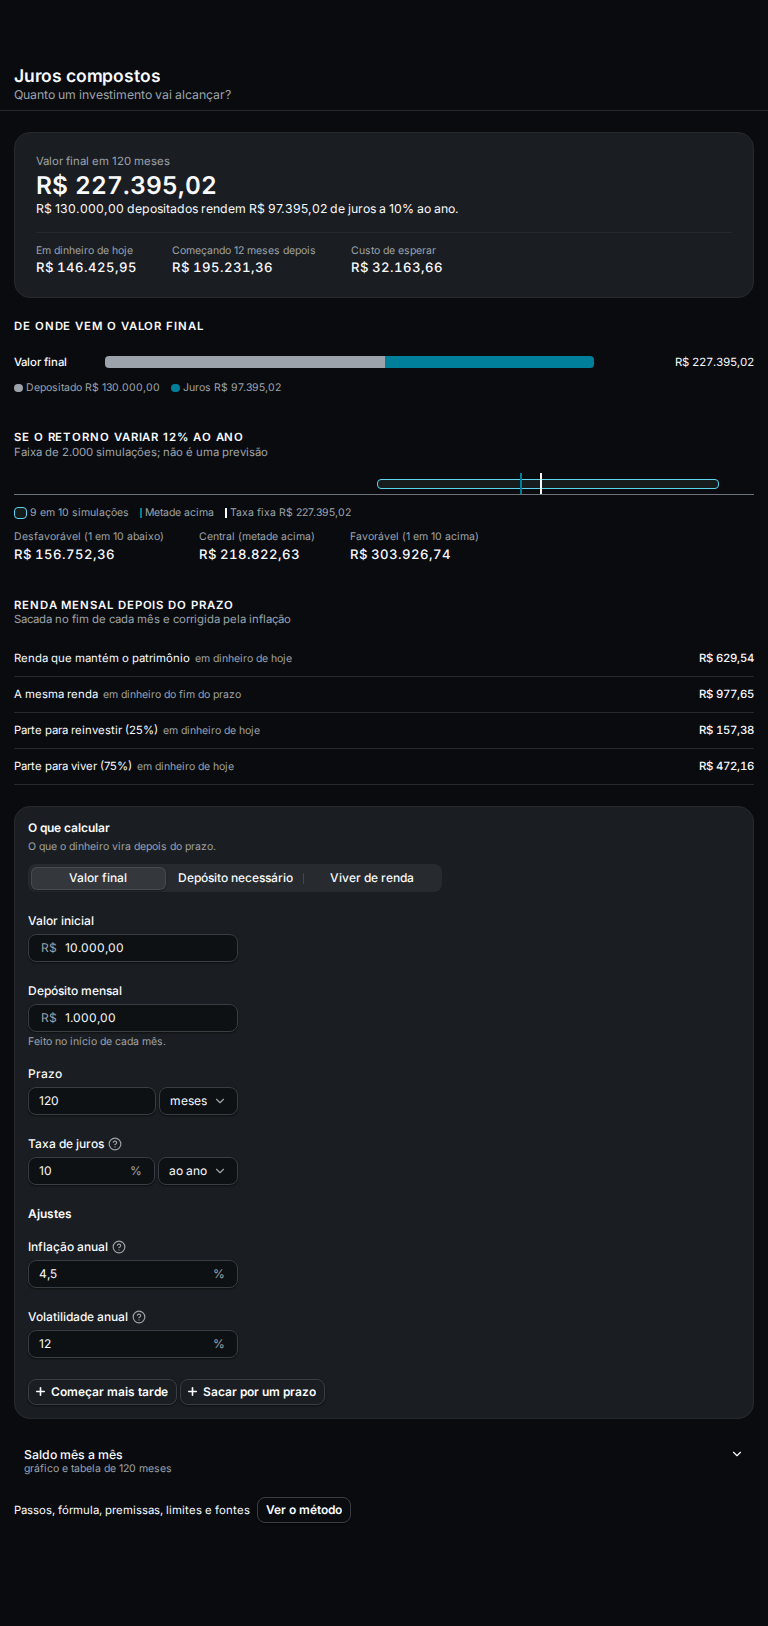 Juros compostos
Quanto um investimento vai alcançar?
Valor final em 120 meses
R$ 227.395,02
R$ 130.000,00 depositados rendem R$ 97.395,02 de juros a 10% ao ano.
Em dinheiro de hoje
R$ 146.425,95
Começando 12 meses depois
R$ 195.231,36
Custo de esperar
R$ 32.163,66
DE ONDE VEM O VALOR FINAL
Valor final R$ 227.395,02
Depositado R$ 130.000,00 Juros R$ 97.395,02
SE O RETORNO VARIAR 12% AO ANO
Faixa de 2.000 simulações; não é uma previsão
9 em 10 simulações Metade acima Taxa fixa R$ 227.395,02
Desfavorável (1 em 10 abaixo)
R$ 156.752,36
Central (metade acima)
R$ 218.822,63
Favorável (1 em 10 acima)
R$ 303.926,74
RENDA MENSAL DEPOIS DO PRAZO
Sacada no fim de cada mês e corrigida pela inflação
Renda que mantém o patrimônio em dinheiro de hoje R$ 629,54
A mesma renda em dinheiro do fim do prazo R$ 977,65
Parte para reinvestir (25%) em dinheiro de hoje R$ 157,38
Parte para viver (75%) em dinheiro de hoje R$ 472,16
O que calcular
O que o dinheiro vira depois do prazo.
Valor final Depósito necessário Viver de renda
Valor inicial
R$ 10.000,00
Depósito mensal
R$ 1.000,00
Feito no início de cada mês.
Prazo
120 meses
Taxa de juros ?
10 % ao ano
Ajustes
Inflação anual ?
4,5 %
Volatilidade anual ?
12 %
+ Começar mais tarde + Sacar por um prazo
Saldo mês a mês
gráfico e tabela de 120 meses
Passos, fórmula, premissas, limites e fontes Ver o método